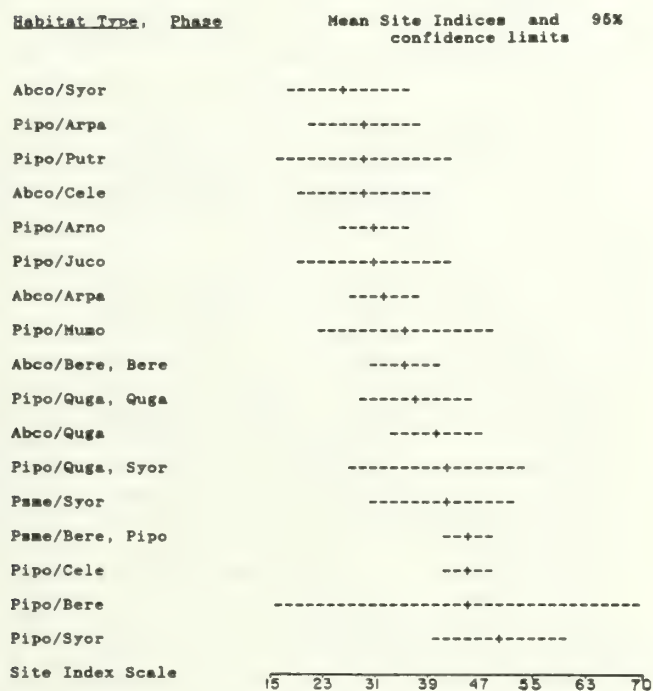 Habitat Type, Phase Mean Site Indices and 95%
confidence limits
Abco/Syor -------+--------
Pipo/Arpa -------+-------
Pipo/Putr -----------+-----------
Abco/Cele --------+--------
Pipo/Arno ----+----
Pipo/Juco ---------+---------
Abco/Arpa ----+----
Pipo/Mumo -----------+-----------
Abco/Bere, Bere ----+----
Pipo/Quga, Quga -------+-------
Abco/Quga ------+------
Pipo/Quga, Syor ------------+----------
Psme/Syor ----------+---------
Psme/Bere, Pipo ---+---
Pipo/Cele ---+---
Pipo/Bere -------------------------+----------------------
Pipo/Syor --------+--------
Site Index Scale 15 23 31 39 47 55 63 70